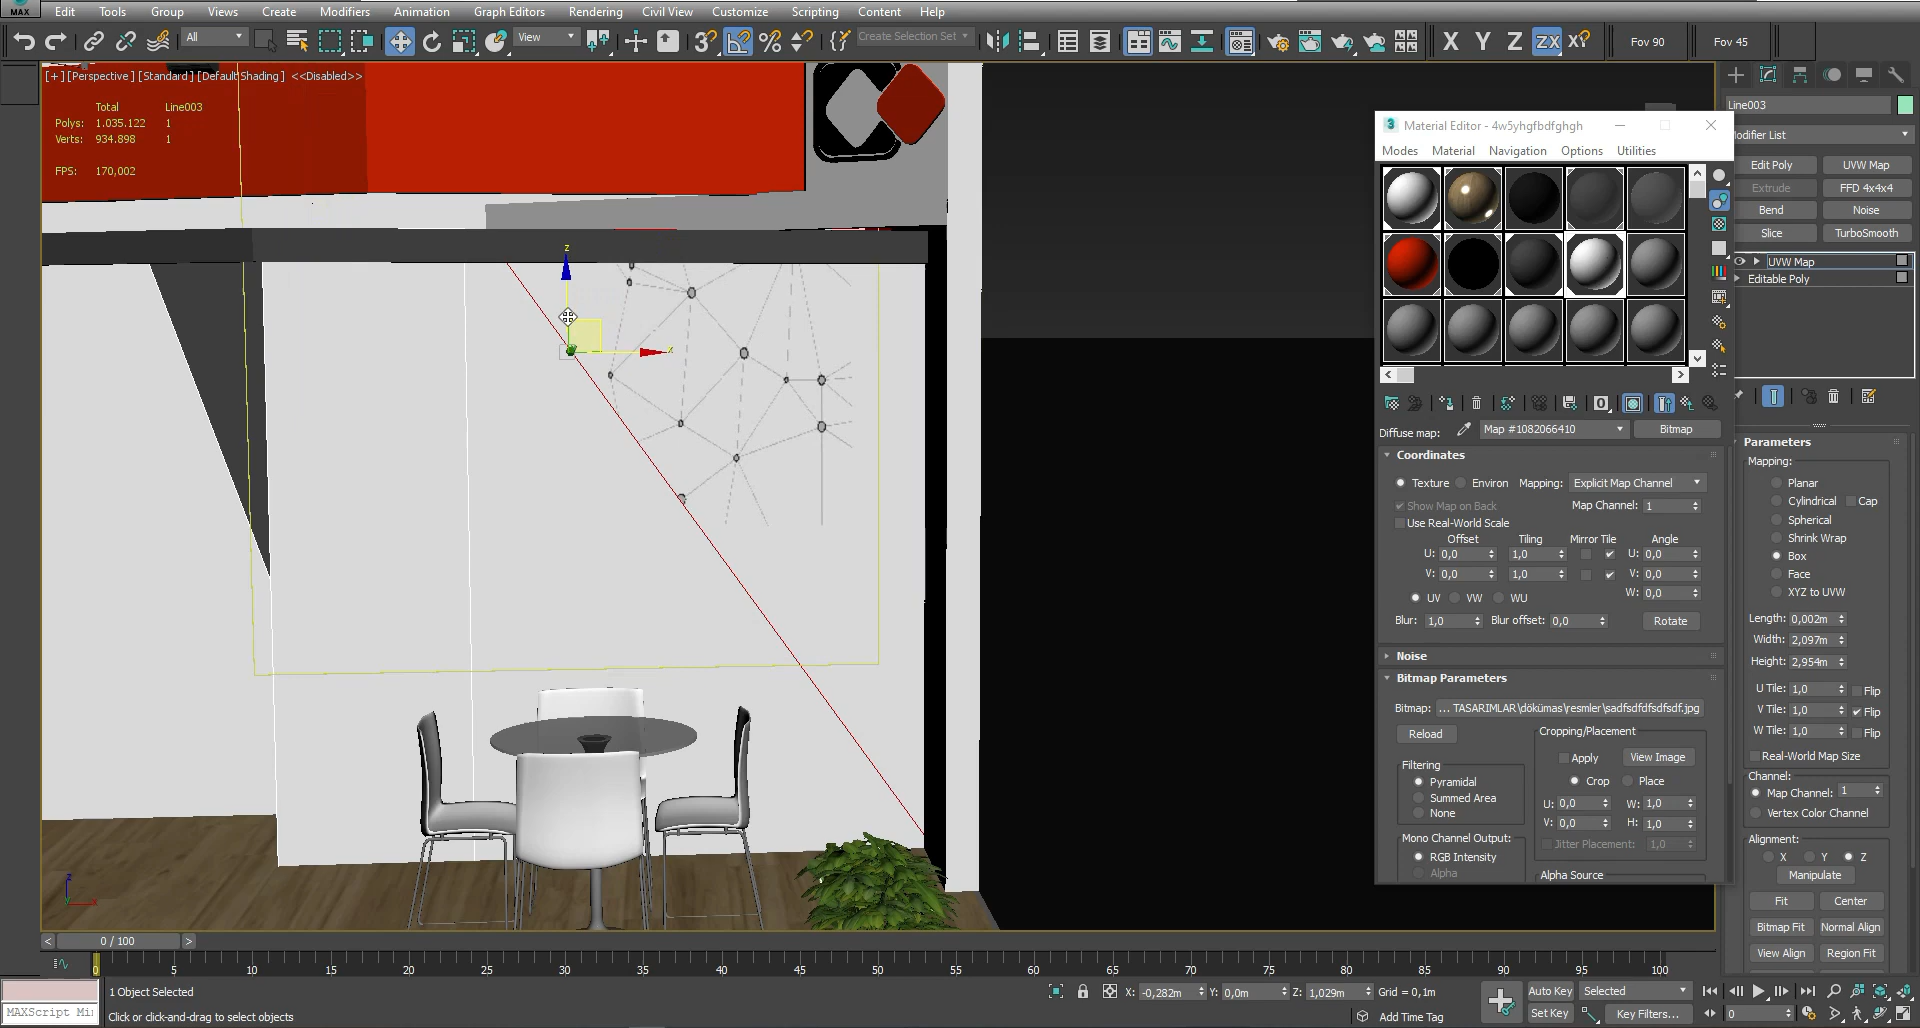 Edit Tools Group Views Create Modifiers Animation Graph Editors Rendering Civil View Customize Scripting Content Help
MAX
All View Create Selection Set X Y Z ZX XY Fov 90 Fov 45
[+] [Perspective ] [Standard ] [Default Shading ] <<Disabled>>
Total Line003
Polys: 1.035.122 1
Verts: 934.898 1
FPS: 170,002
z
x
Material Editor - 4w5yhgfbdfghgh
Modes Material Navigation Options Utilities
Diffuse map: Map #1082066410 Bitmap
Coordinates
Texture Environ Mapping: Explicit Map Channel
Show Map on Back Map Channel: 1
Use Real-World Scale
Offset Tiling Mirror Tile Angle
U: 0,0 1,0 U: 0,0
V: 0,0 1,0 V: 0,0
W: 0,0
UV VW WU
Blur: 1,0 Blur offset: 0,0 Rotate
Noise
Bitmap Parameters
Bitmap: ... TASARIMLAR\dökümas\resmler\sadfsdfdfsdfsdf.jpg
Reload
Cropping/Placement
Apply View Image
Crop Place
U: 0,0 W: 1,0
V: 0,0 H: 1,0
Jitter Placement: 1,0
Filtering
Pyramidal
Summed Area
None
Mono Channel Output:
RGB Intensity
Alpha
Alpha Source
Line003
odifier List
Edit Poly UVW Map
Extrude FFD 4x4x4
Bend Noise
Slice TurboSmooth
UVW Map
Editable Poly
Parameters
Mapping:
Planar
Cylindrical Cap
Spherical
Shrink Wrap
Box
Face
XYZ to UVW
Length: 0,002m
Width: 2,097m
Height: 2,954m
U Tile: 1,0 Flip
V Tile: 1,0 Flip
W Tile: 1,0 Flip
Real-World Map Size
Channel:
Map Channel: 1
Vertex Color Channel
Alignment:
X Y Z
Manipulate
Fit Center
Bitmap Fit Normal Align
View Align Region Fit
< 0 / 100 >
0 5 10 15 20 25 30 35 40 45 50 55 60 65 70 75 80 85 90 95 100
1 Object Selected X: -0,282m Y: 0,0m Z: 1,029m Grid = 0,1m Auto Key Selected
MAXScript Mi Click or click-and-drag to select objects Add Time Tag Set Key Key Filters... 0